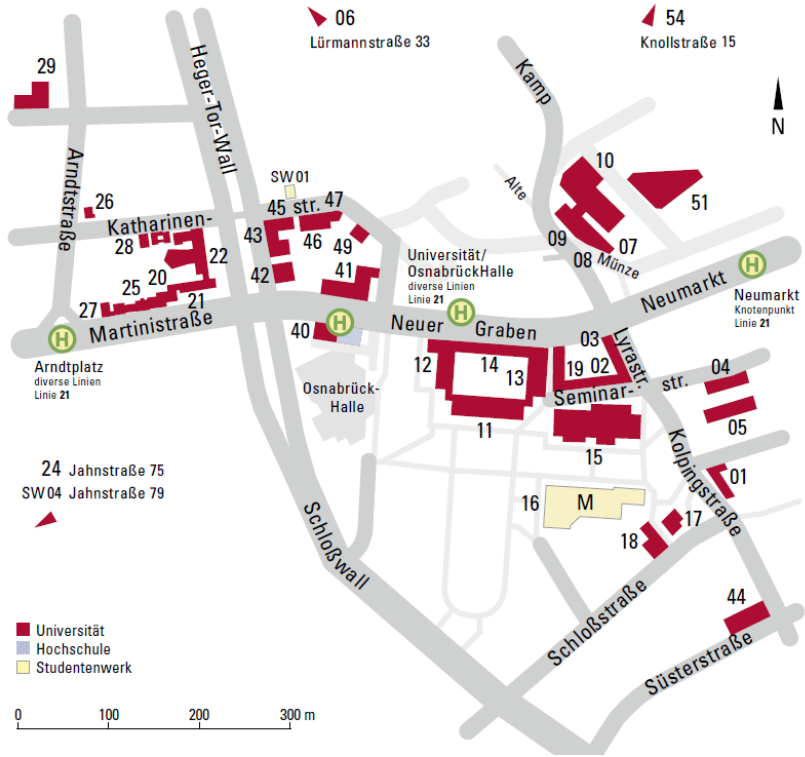 06
Lürmannstraße 33
54
Knollstraße 15
N
29
Heger-Tor-Wall
Kamp
Arndtstraße
SW 01
Alte
10
51
26
Katharinen-
45
str.
47
28
43
46
49
22
42
41
Universität/
OsnabrückHalle
diverse Linien
Linie 21
H
09
07
08
Münze
Neumarkt
H
Neumarkt
Knotenpunkt
Linie 21
27
25
20
21
Martinistraße
H
Arndtplatz
diverse Linien
Linie 21
40
H
Neuer
Graben
03
Lyrastr.
12
14
13
19
02
Seminar-
str.
04
05
Osnabrück-
Halle
11
15
Kolpingstraße
01
24 Jahnstraße 75
SW 04 Jahnstraße 79
16
M
17
18
Schloßwall
Schloßstraße
44
Süsterstraße
Universität
Hochschule
Studentenwerk
0 100 200 300 m